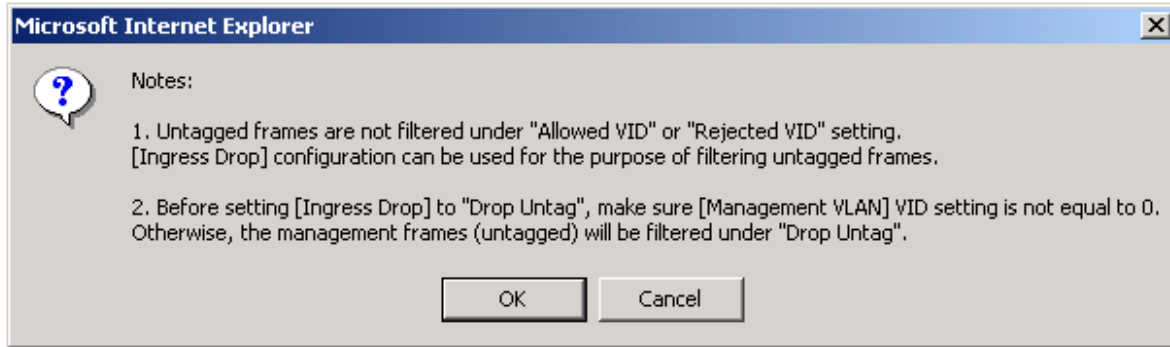 Microsoft Internet Explorer
Notes:
1. Untagged frames are not filtered under "Allowed VID" or "Rejected VID" setting.
[Ingress Drop] configuration can be used for the purpose of filtering untagged frames.
2. Before setting [Ingress Drop] to "Drop Untag", make sure [Management VLAN] VID setting is not equal to 0.
Otherwise, the management frames (untagged) will be filtered under "Drop Untag".
OK Cancel